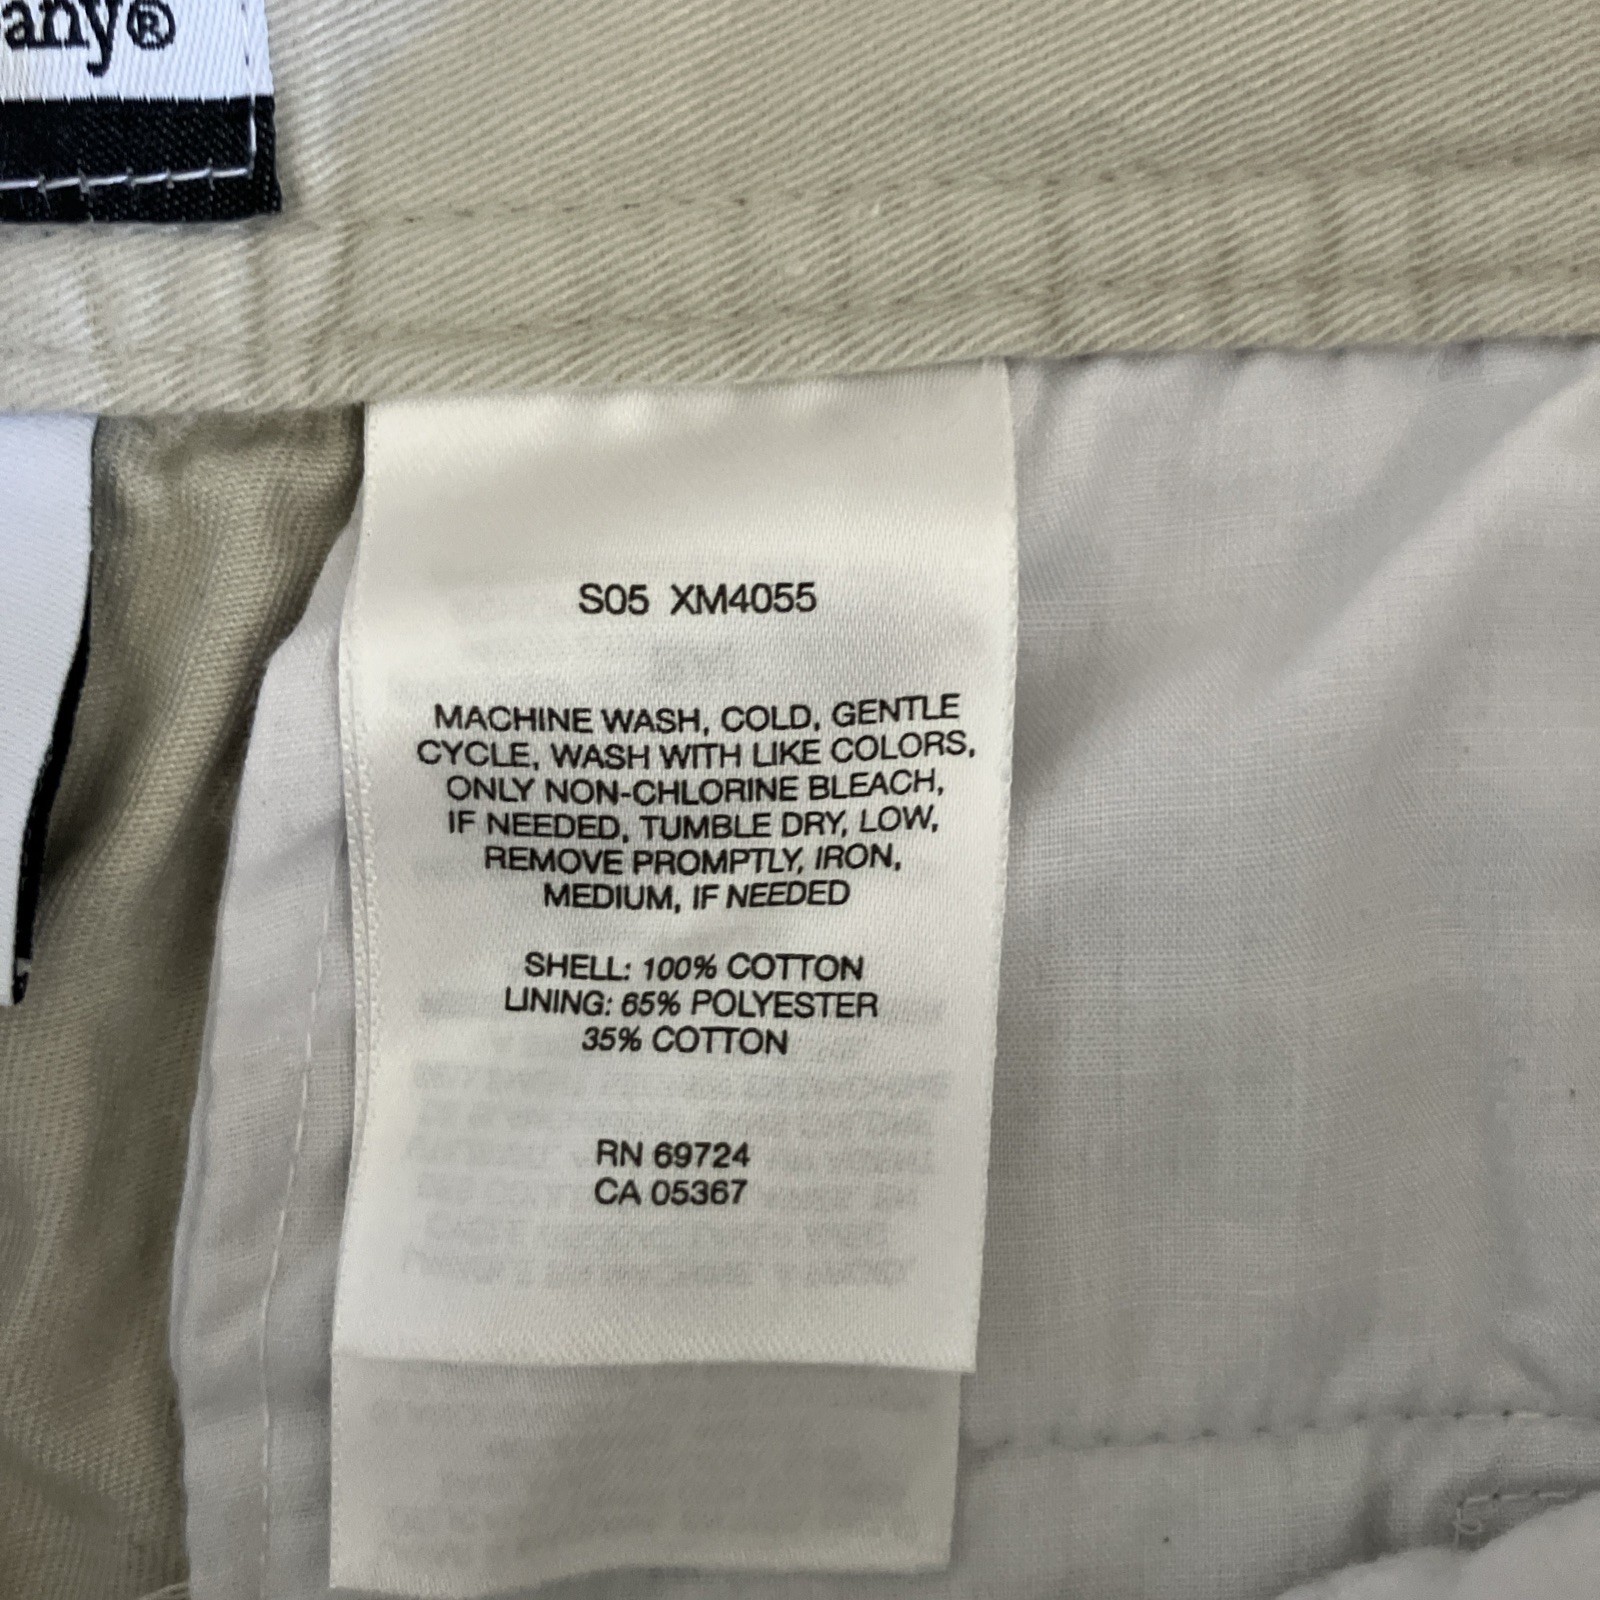 any®
S05 XM4055
MACHINE WASH, COLD, GENTLE
CYCLE, WASH WITH LIKE COLORS,
ONLY NON-CHLORINE BLEACH,
IF NEEDED, TUMBLE DRY, LOW,
REMOVE PROMPTLY, IRON,
MEDIUM, IF NEEDED
SHELL: 100% COTTON
LINING: 65% POLYESTER
35% COTTON
RN 69724
CA 05367